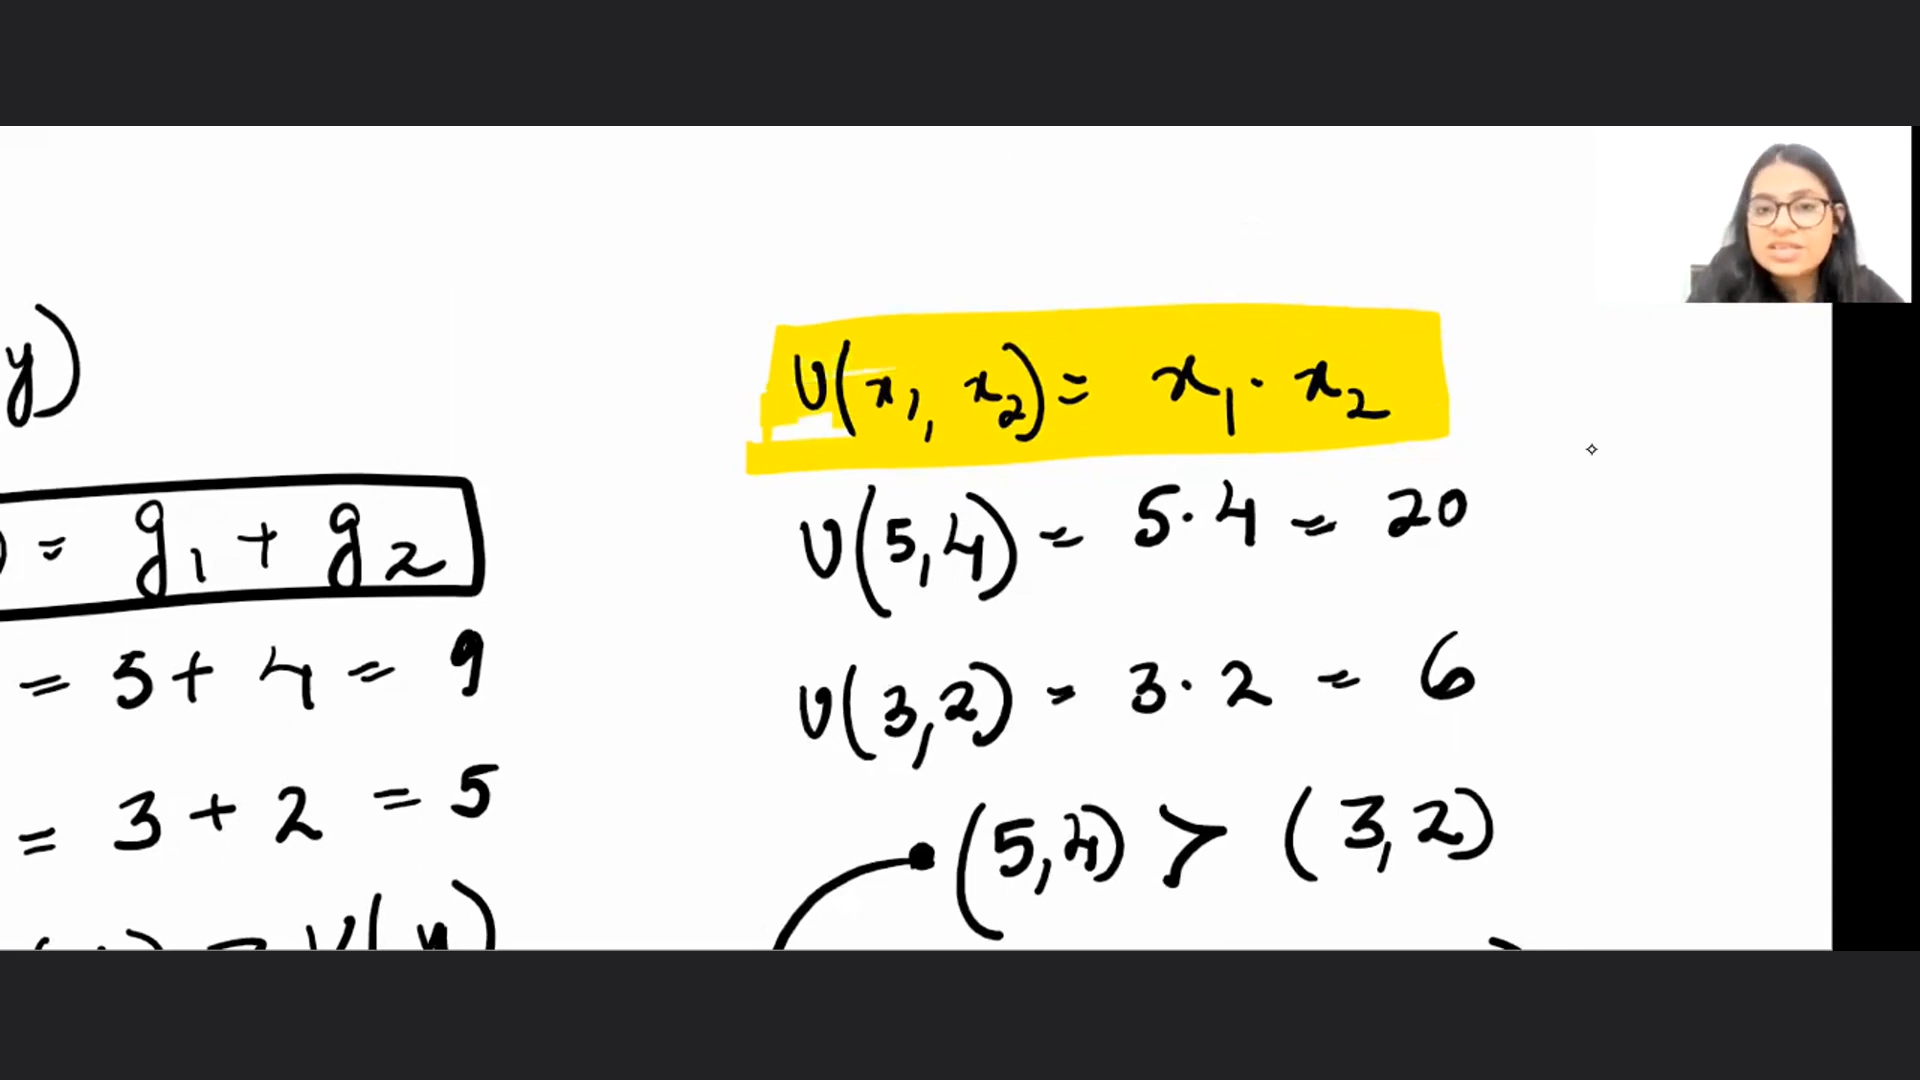 y)
= g1 + g2
= 5 + 4 = 9
= 3 + 2 = 5
U(x1, x2) = x1 · x2
U(5,4) = 5 · 4 = 20
U(3,2) = 3 · 2 = 6
(5,4) > (3,2)